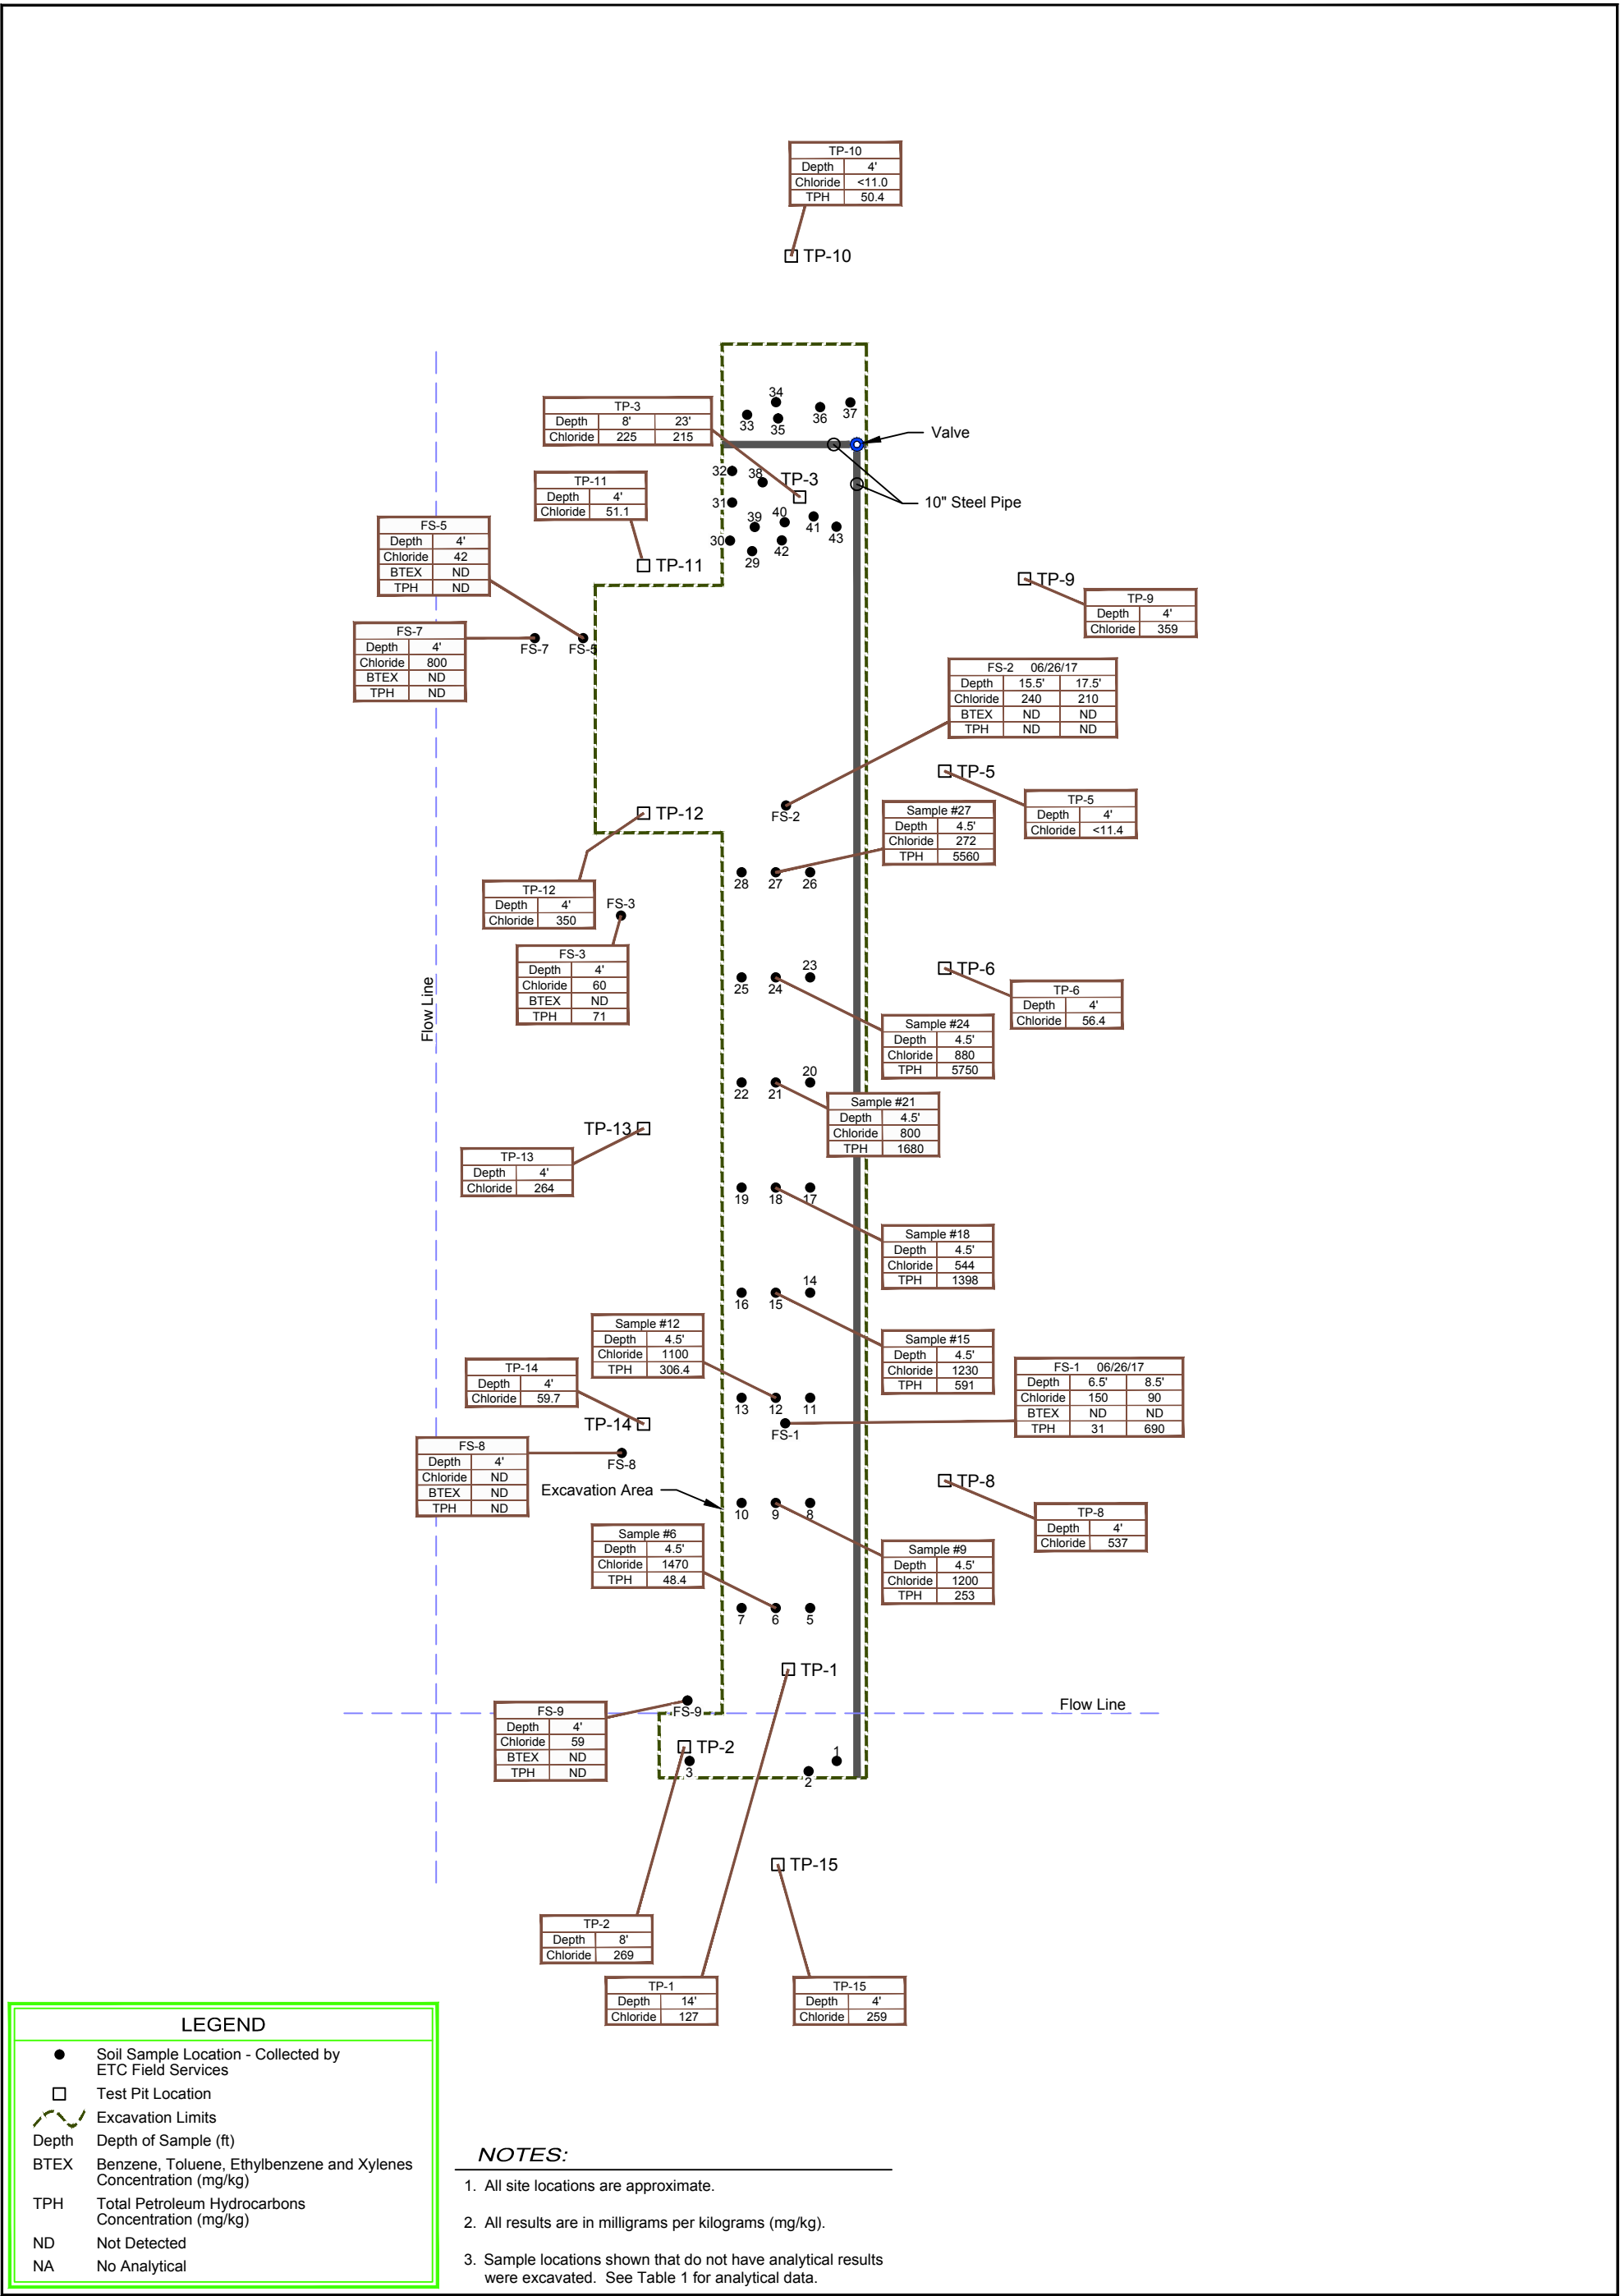 TP-10
Depth 4'
Chloride <11.0
TPH 50.4
TP-10
TP-3
Depth 8' 23'
Chloride 225 215
34
33
35
36
37
Valve
32
38
TP-3
31
10" Steel Pipe
TP-11
Depth 4'
Chloride 51.1
39
40
41
43
30
29
42
FS-5
Depth 4'
Chloride 42
BTEX ND
TPH ND
TP-11
TP-9
TP-9
Depth 4'
Chloride 359
FS-7
Depth 4'
Chloride 800
BTEX ND
TPH ND
FS-7
FS-5
FS-2 06/26/17
Depth 15.5' 17.5'
Chloride 240 210
BTEX ND ND
TPH ND ND
TP-5
TP-5
Depth 4'
Chloride <11.4
TP-12
FS-2
Sample #27
Depth 4.5'
Chloride 272
TPH 5560
28
27
26
TP-12
Depth 4'
Chloride 350
FS-3
FS-3
Depth 4'
Chloride 60
BTEX ND
TPH 71
Flow Line
23
25
24
TP-6
TP-6
Depth 4'
Chloride 56.4
Sample #24
Depth 4.5'
Chloride 880
TPH 5750
20
22
21
Sample #21
Depth 4.5'
Chloride 800
TPH 1680
TP-13
TP-13
Depth 4'
Chloride 264
19
18
17
Sample #18
Depth 4.5'
Chloride 544
TPH 1398
14
16
15
Sample #12
Depth 4.5'
Chloride 1100
TPH 306.4
Sample #15
Depth 4.5'
Chloride 1230
TPH 591
FS-1 06/26/17
Depth 6.5' 8.5'
Chloride 150 90
BTEX ND ND
TPH 31 690
TP-14
Depth 4'
Chloride 59.7
13
12
11
TP-14
FS-1
FS-8
Depth 4'
Chloride ND
BTEX ND
TPH ND
FS-8
Excavation Area
TP-8
TP-8
Depth 4'
Chloride 537
10
9
8
Sample #6
Depth 4.5'
Chloride 1470
TPH 48.4
Sample #9
Depth 4.5'
Chloride 1200
TPH 253
7
6
5
TP-1
FS-9
Depth 4'
Chloride 59
BTEX ND
TPH ND
FS-9
Flow Line
TP-2
3
1
2
TP-15
TP-2
Depth 8'
Chloride 269
TP-1
Depth 14'
Chloride 127
TP-15
Depth 4'
Chloride 259
LEGEND
Soil Sample Location - Collected by
ETC Field Services
Test Pit Location
Excavation Limits
Depth Depth of Sample (ft)
BTEX Benzene, Toluene, Ethylbenzene and Xylenes
Concentration (mg/kg)
TPH Total Petroleum Hydrocarbons
Concentration (mg/kg)
ND Not Detected
NA No Analytical
NOTES:
1. All site locations are approximate.
2. All results are in milligrams per kilograms (mg/kg).
3. Sample locations shown that do not have analytical results
were excavated. See Table 1 for analytical data.